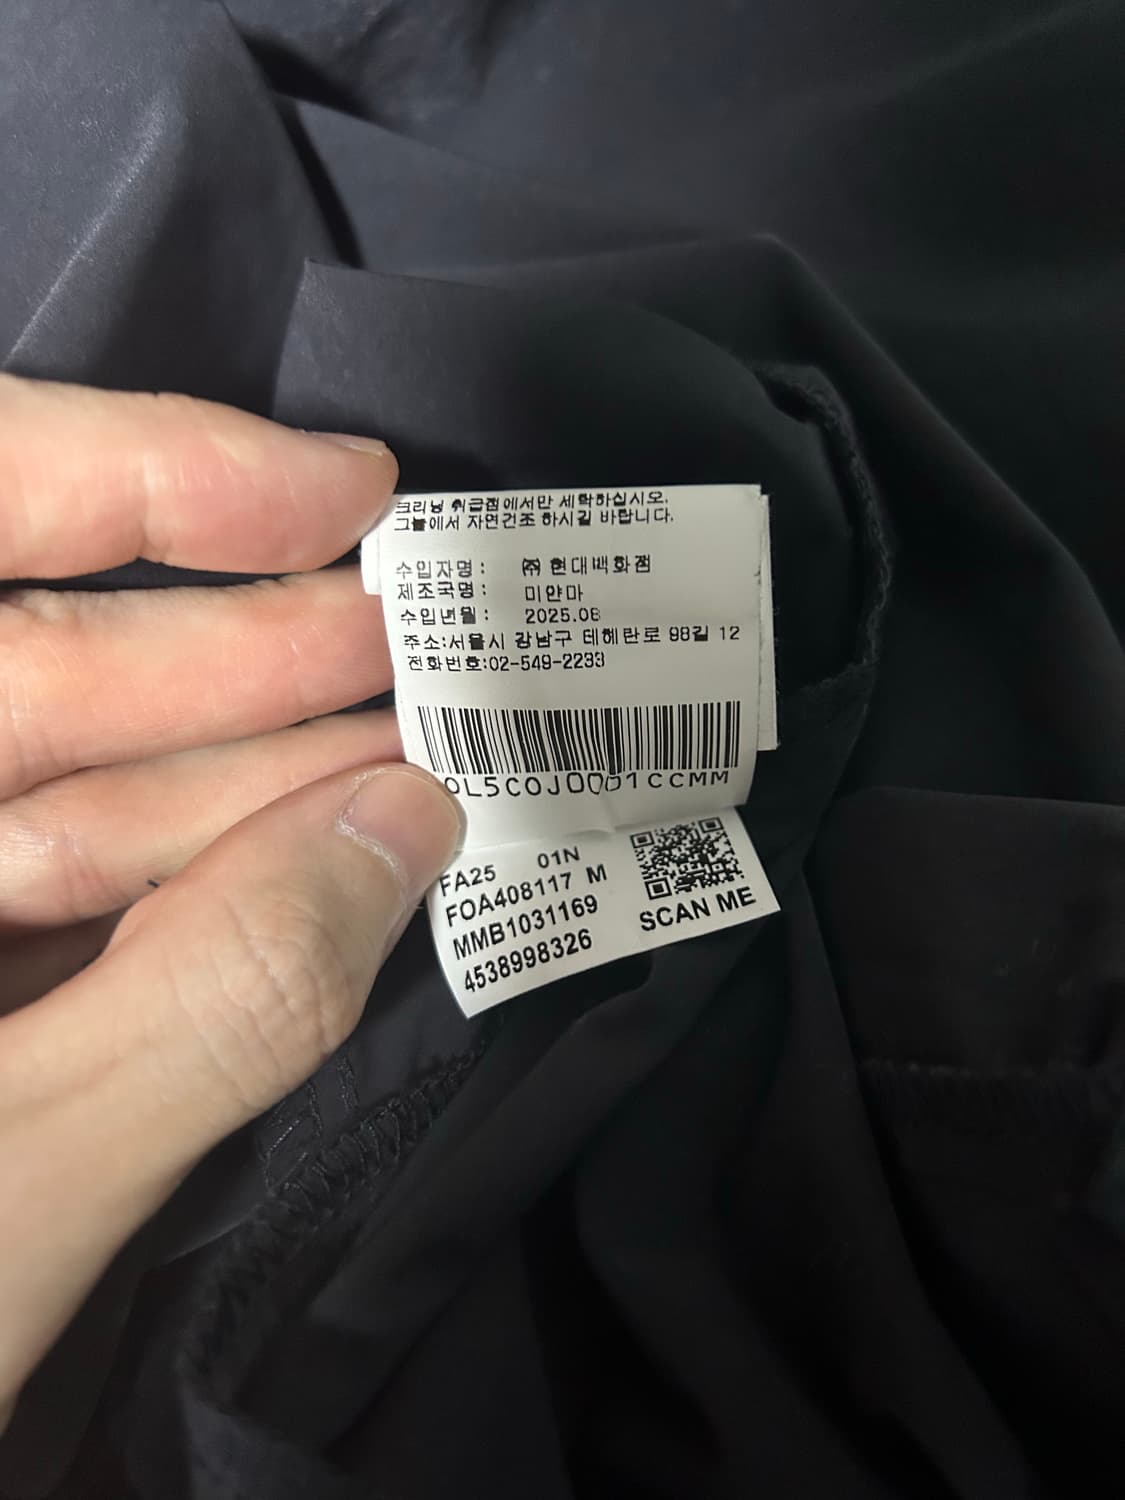 크리닝 취급점에서만 세탁하십시오.
그늘에서 자연건조 하시길 바랍니다.
수입자명 : ㈜ 현대백화점
제조국명 : 미얀마
수입년월 : 2025.08
주소:서울시 강남구 테헤란로 98길 12
전화번호:02-549-2233
OL5COJ0001CCMM
FA25 01N
FOA408117 M
MMB1031169
4538998326
SCAN ME